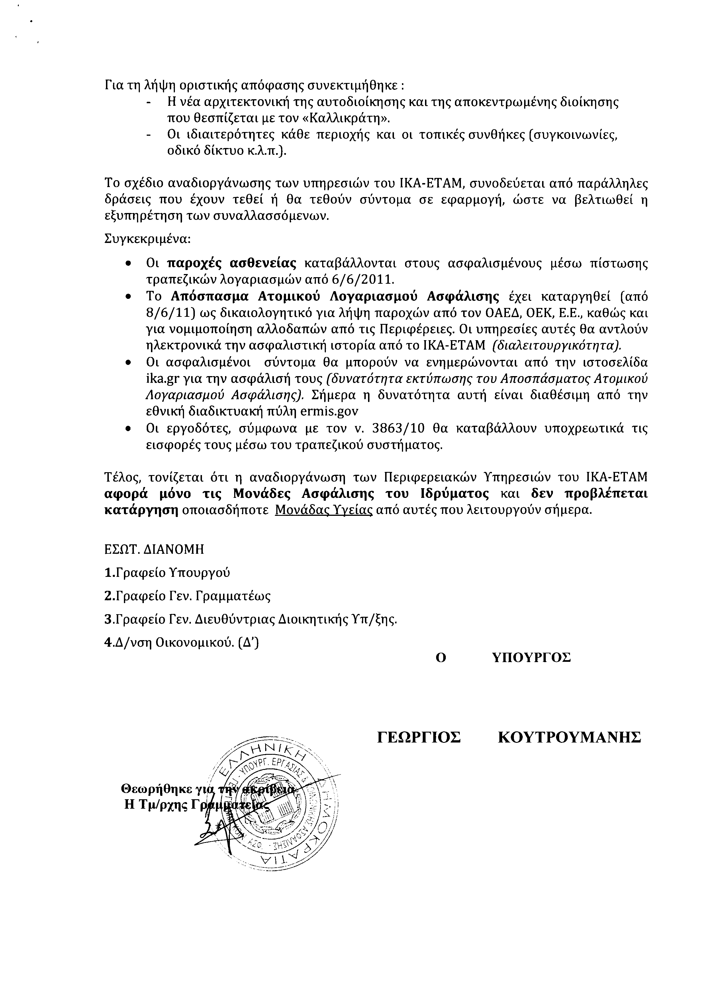 Για τη λήψη οριστικής απόφασης συνεκτιμήθηκε :
- Η νέα αρχιτεκτονική της αυτοδιοίκησης και της αποκεντρωμένης διοίκησης
που θεσπίζεται με τον «Καλλικράτη».
- Οι ιδιαιτερότητες κάθε περιοχής και οι τοπικές συνθήκες (συγκοινωνίες,
οδικό δίκτυο κ.λ.π.).
Το σχέδιο αναδιοργάνωσης των υπηρεσιών του ΙΚΑ-ΕΤΑΜ, συνοδεύεται από παράλληλες
δράσεις που έχουν τεθεί ή θα τεθούν σύντομα σε εφαρμογή, ώστε να βελτιωθεί η
εξυπηρέτηση των συναλλασσόμενων.
Συγκεκριμένα:
• Οι παροχές ασθενείας καταβάλλονται στους ασφαλισμένους μέσω πίστωσης
τραπεζικών λογαριασμών από 6/6/2011.
• Το Απόσπασμα Ατομικού Λογαριασμού Ασφάλισης έχει καταργηθεί (από
8/6/11) ως δικαιολογητικό για λήψη παροχών από τον ΟΑΕΔ, ΟΕΚ, Ε.Ε., καθώς και
για νομιμοποίηση αλλοδαπών από τις Περιφέρειες. Οι υπηρεσίες αυτές θα αντλούν
ηλεκτρονικά την ασφαλιστική ιστορία από το ΙΚΑ-ΕΤΑΜ (διαλειτουργικότητα).
• Οι ασφαλισμένοι σύντομα θα μπορούν να ενημερώνονται από την ιστοσελίδα
ika.gr για την ασφάλισή τους (δυνατότητα εκτύπωσης του Αποσπάσματος Ατομικού
Λογαριασμού Ασφάλισης). Σήμερα η δυνατότητα αυτή είναι διαθέσιμη από την
εθνική διαδικτυακή πύλη ermis.gov
• Οι εργοδότες, σύμφωνα με τον ν. 3863/10 θα καταβάλλουν υποχρεωτικά τις
εισφορές τους μέσω του τραπεζικού συστήματος.
Τέλος, τονίζεται ότι η αναδιοργάνωση των Περιφερειακών Υπηρεσιών του ΙΚΑ-ΕΤΑΜ
αφορά μόνο τις Μονάδες Ασφάλισης του Ιδρύματος και δεν προβλέπεται
κατάργηση οποιασδήποτε Μονάδας Υγείας από αυτές που λειτουργούν σήμερα.
ΕΣΩΤ. ΔΙΑΝΟΜΗ
1.Γραφείο Υπουργού
2.Γραφείο Γεν. Γραμματέως
3.Γραφείο Γεν. Διευθύντριας Διοικητικής Υπ/ξης.
4.Δ/νση Οικονομικού. (Δ')
Ο ΥΠΟΥΡΓΟΣ
ΓΕΩΡΓΙΟΣ ΚΟΥΤΡΟΥΜΑΝΗΣ
ΕΛΛΗΝΙΚΗ ΔΗΜΟΚΡΑΤΙΑ
ΥΠΟΥΡΓ. ΕΡΓΑΣΙΑΣ & ΚΟΙΝΩΝΙΚΗΣ ΑΣΦΑΛΙΣΗΣ
Θεωρήθηκε για την ακρίβεια
Η Τμ/ρχης Γραμματείας